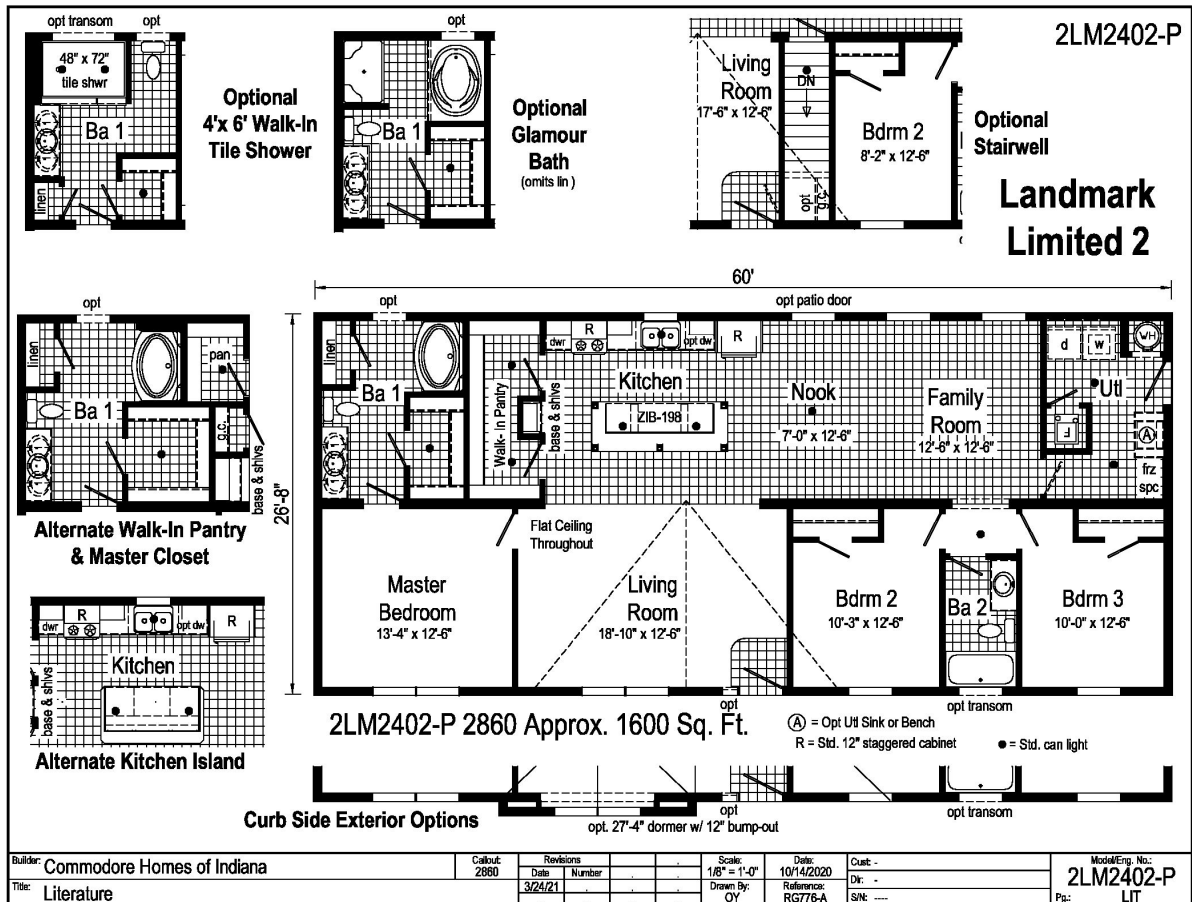 opt transom
48" x 72"
tile shwr
Ba 1
linen
Optional
4'x 6' Walk-In
Tile Shower
opt
Ba 1
Optional
Glamour
Bath
(omits lin )
Living
Room
17'-6" x 12'-6"
DN
opt
g.c.
Bdrm 2
8'-2" x 12'-6"
Optional
Stairwell
2LM2402-P
Landmark
Limited 2
opt
linen
Ba 1
pan
g.c.
base & shlvs
Alternate Walk-In Pantry
& Master Closet
60'
26'-8"
opt
opt patio door
linen
Ba 1
Walk- In Pantry
base & shlvs
dwr
R
opt dw
R
Kitchen
ZIB-198
Nook
7'-0" x 12'-6"
Family
Room
12'-6" x 12'-6"
d
w
WH
Utl
F
A
frz
spc
Flat Ceiling
Throughout
Master
Bedroom
13'-4" x 12'-6"
Living
Room
18'-10" x 12'-6"
Bdrm 2
10'-3" x 12'-6"
Ba 2
Bdrm 3
10'-0" x 12'-6"
dwr
R
opt dw
R
Kitchen
base & shlvs
Alternate Kitchen Island
opt
opt transom
2LM2402-P 2860 Approx. 1600 Sq. Ft.
A = Opt Utl Sink or Bench
R = Std. 12" staggered cabinet
● = Std. can light
Curb Side Exterior Options
opt
opt. 27'-4" dormer w/ 12" bump-out
opt transom
Builder: Commodore Homes of Indiana
Title: Literature
Callout:
2860
Revisions
Date Number
3/24/21
Scale:
1/8" = 1'-0"
Drawn By:
OY
Date:
10/14/2020
Reference:
RG776-A
Cust: -
Dir: -
S/N: ----
Model/Eng. No.:
2LM2402-P
Pg.: LIT